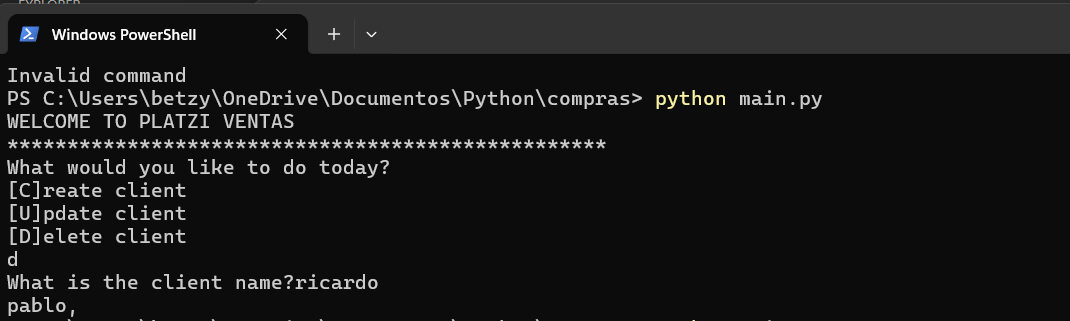 Windows PowerShell
Invalid command
PS C:\Users\betzy\OneDrive\Documentos\Python\compras> python main.py
WELCOME TO PLATZI VENTAS
**************************************************
What would you like to do today?
[C]reate client
[U]pdate client
[D]elete client
d
What is the client name?ricardo
pablo,